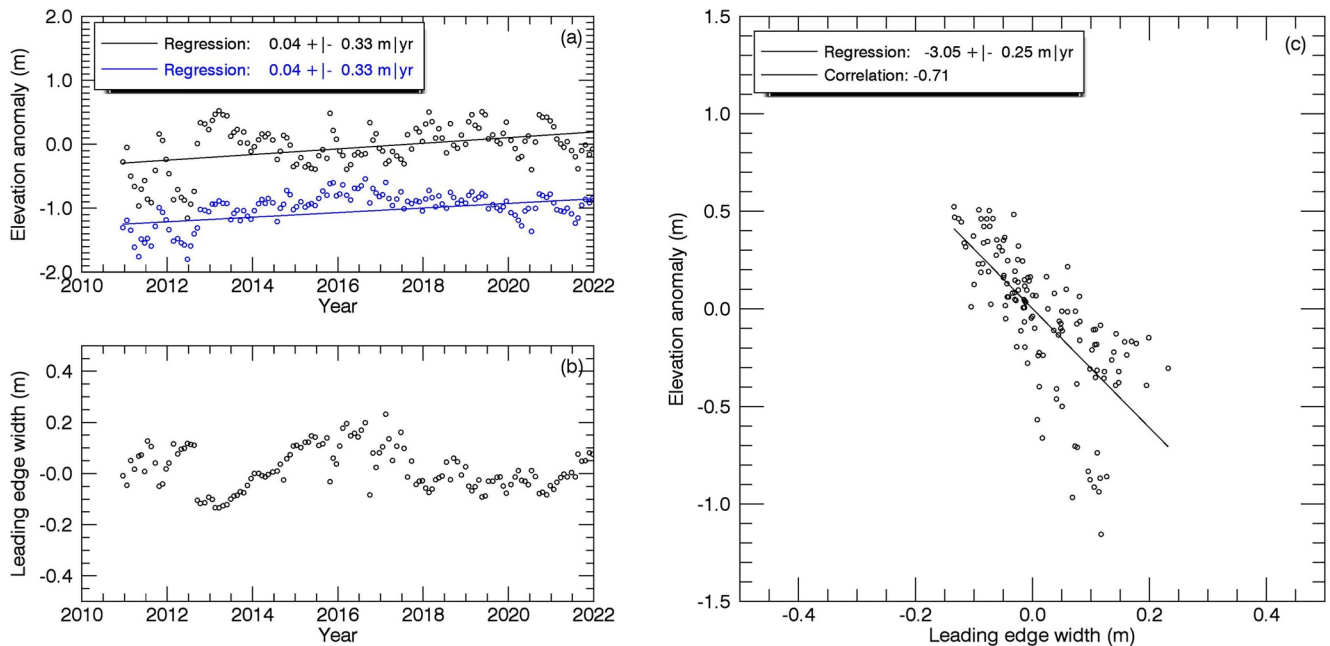 2.0
1.0
0.0
-1.0
-2.0
Elevation anomaly (m)
(a)
Regression: 0.04 +|- 0.33 m|yr
Regression: 0.04 +|- 0.33 m|yr
2010 2012 2014 2016 2018 2020 2022
Year
0.4
0.2
-0.0
-0.2
-0.4
Leading edge width (m)
(b)
2010 2012 2014 2016 2018 2020 2022
Year
1.5
1.0
0.5
0.0
-0.5
-1.0
-1.5
Elevation anomaly (m)
(c)
Regression: -3.05 +|- 0.25 m|yr
Correlation: -0.71
-0.4 -0.2 0.0 0.2 0.4
Leading edge width (m)